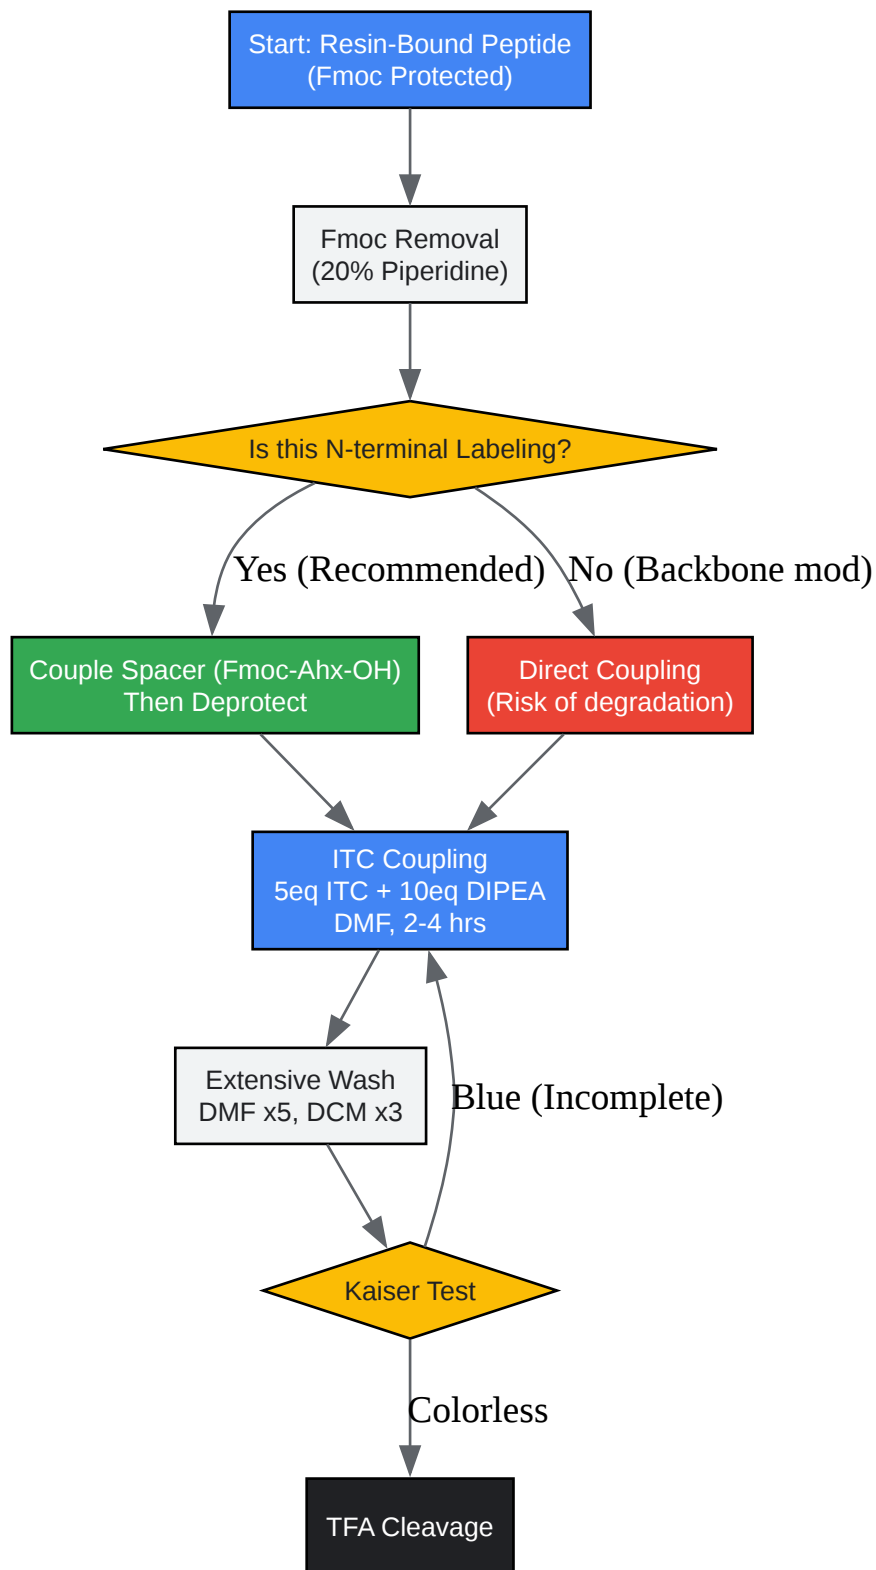 Start: Resin-Bound Peptide
(Fmoc Protected)
Fmoc Removal
(20% Piperidine)
Is this N-terminal Labeling?
Yes (Recommended)
No (Backbone mod)
Couple Spacer (Fmoc-Ahx-OH)
Then Deprotect
Direct Coupling
(Risk of degradation)
ITC Coupling
5eq ITC + 10eq DIPEA
DMF, 2-4 hrs
Extensive Wash
DMF x5, DCM x3
Blue (Incomplete)
Kaiser Test
Colorless
TFA Cleavage